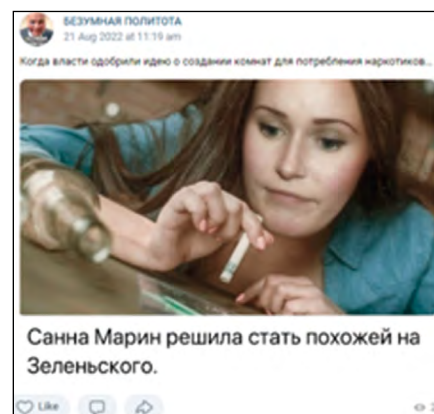 БЕЗУМНАЯ ПОЛИТОТА
21 Aug 2022 at 11:19 am
Когда власти одобрили идею о создании комнат для потребления наркотиков...
Санна Марин решила стать похожей на
Зеленьского.
Like